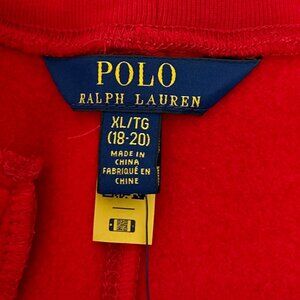 POLO
RALPH LAUREN
XL/TG
(18-20)
MADE IN
CHINA
FABRIQUÉ EN
CHINE